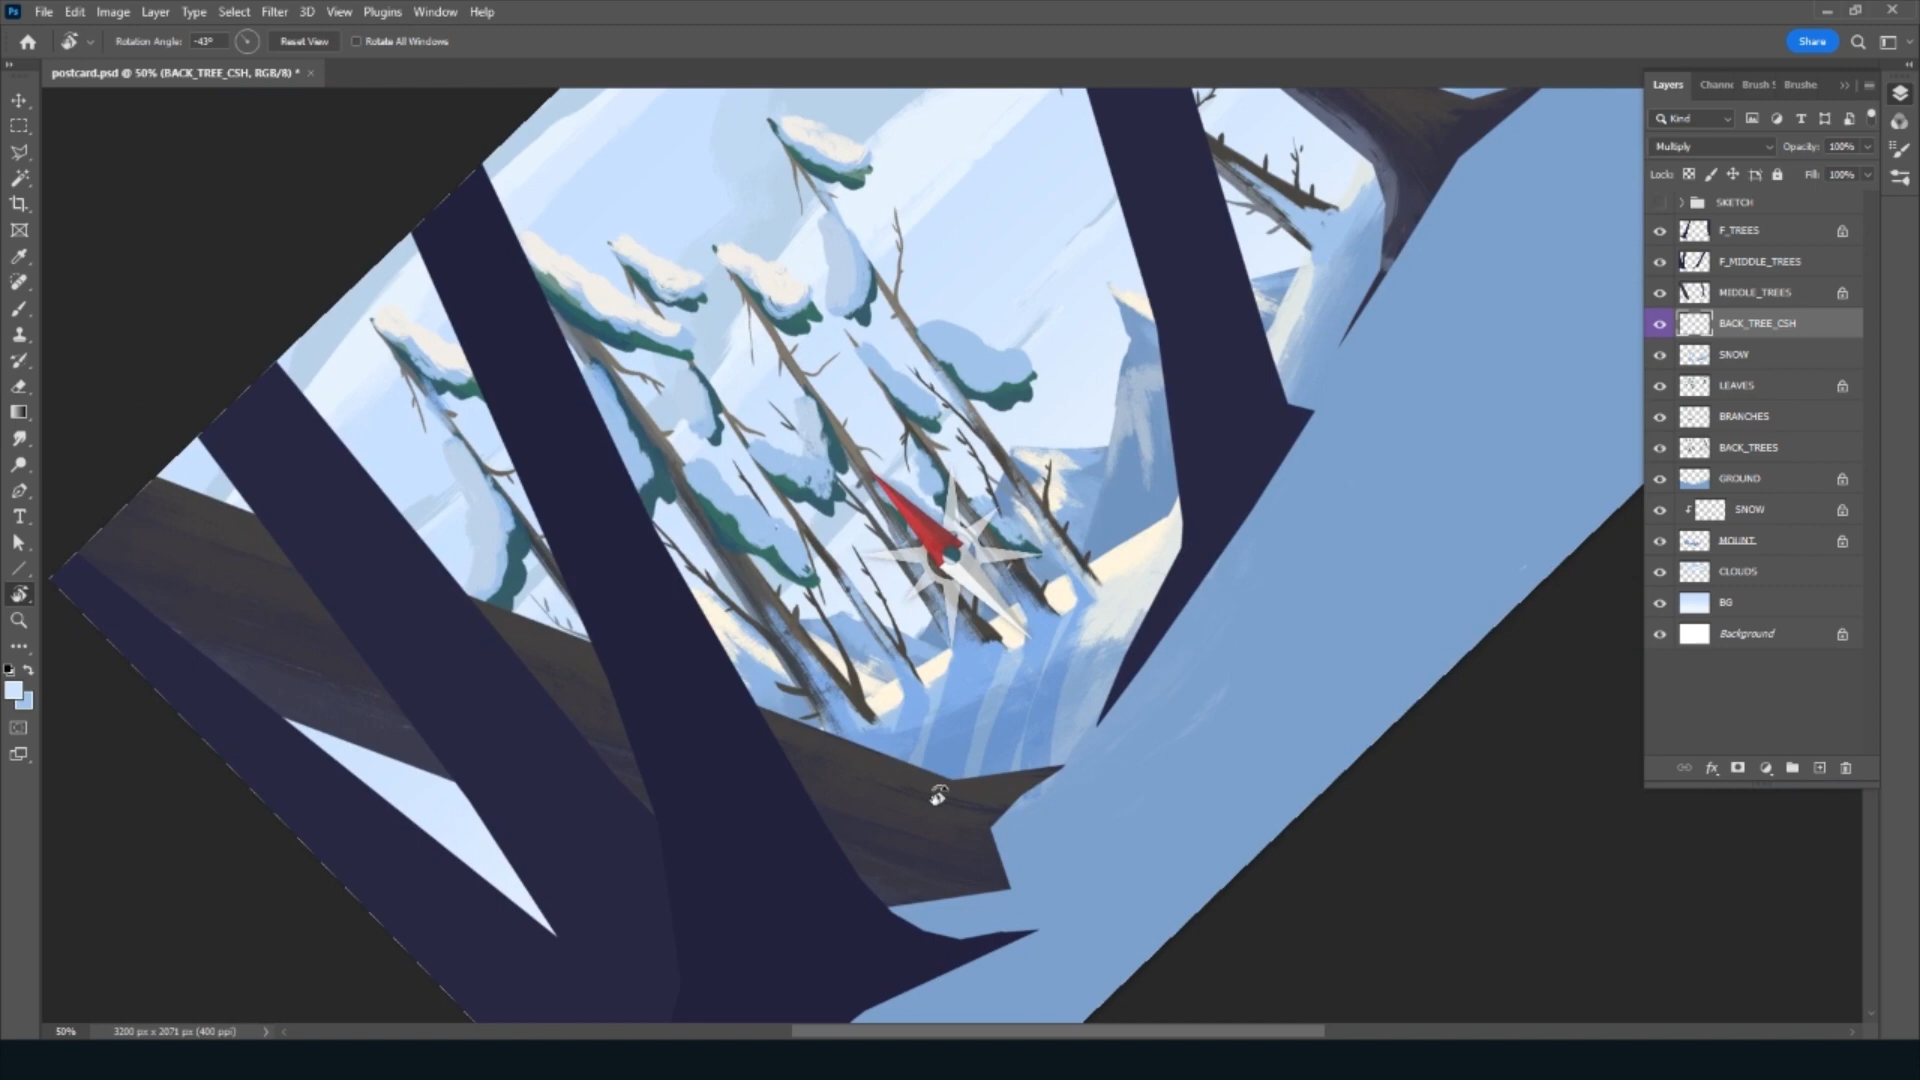 Ps File Edit Image Layer Type Select Filter 3D View Plugins Window Help
Rotation Angle: -43° Reset View Rotate All Windows Share
postcard.psd @ 50% (BACK_TREE_CSH, RGB/8) * ×
Layers Channe Brush S Brushe
Kind
Multiply Opacity: 100%
Lock: Fill: 100%
SKETCH
F_TREES
F_MIDDLE_TREES
MIDDLE_TREES
BACK_TREE_CSH
SNOW
LEAVES
BRANCHES
BACK_TREES
GROUND
SNOW
MOUNT
CLOUDS
BG
Background
50% 3200 px x 2071 px (400 ppi)